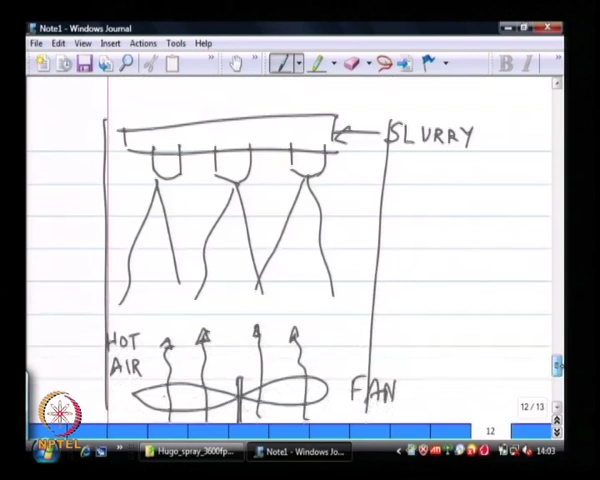 Note1 - Windows Journal
File Edit View Insert Actions Tools Help
B I
SLURRY
HOT
AIR
FAN
12 / 13
12
NPTEL
Hugo_spray_3600fp...
Note1 - Windows Jo...
14:03